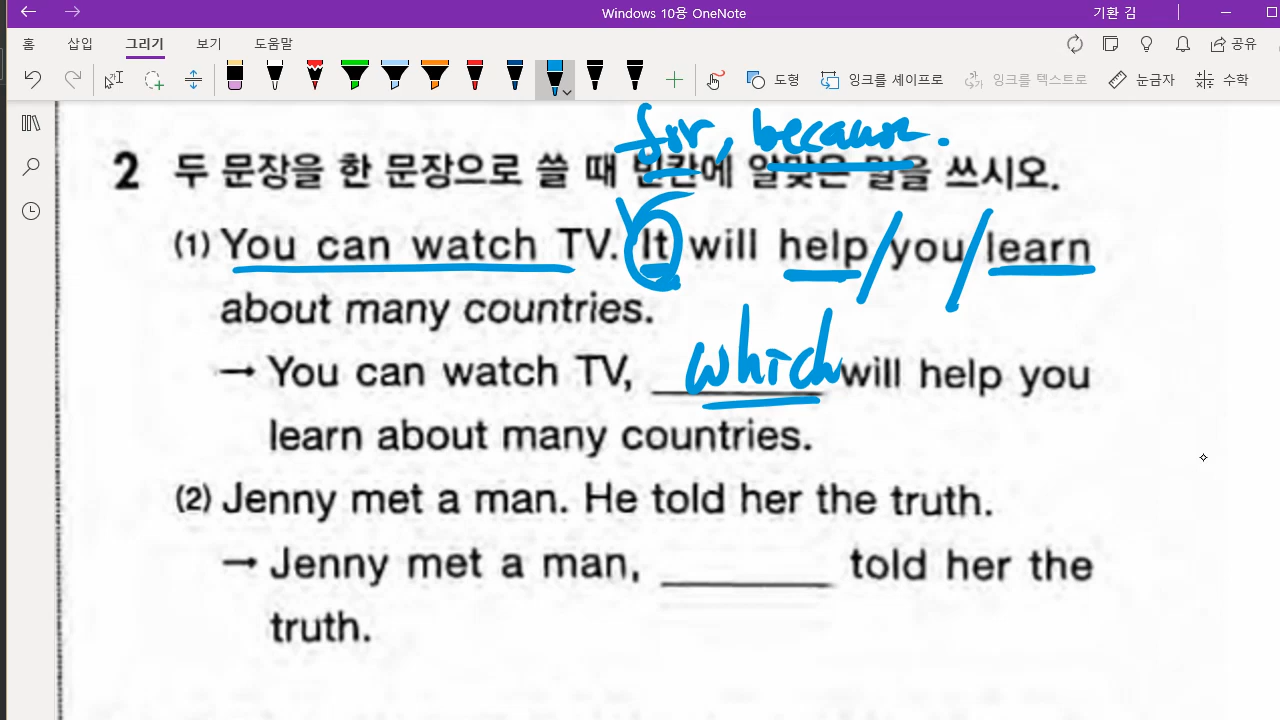 Windows 10용 OneNote
기환 김
홈 삽입 그리기 보기 도움말
공유
도형 잉크를 셰이프로 잉크를 텍스트로 눈금자 수학
for, because.
2 두 문장을 한 문장으로 쓸 때 빈칸에 알맞은 말을 쓰시오.
(1) You can watch TV. It will help / you / learn
about many countries.
→ You can watch TV, which will help you
learn about many countries.
(2) Jenny met a man. He told her the truth.
→ Jenny met a man, ________ told her the
truth.